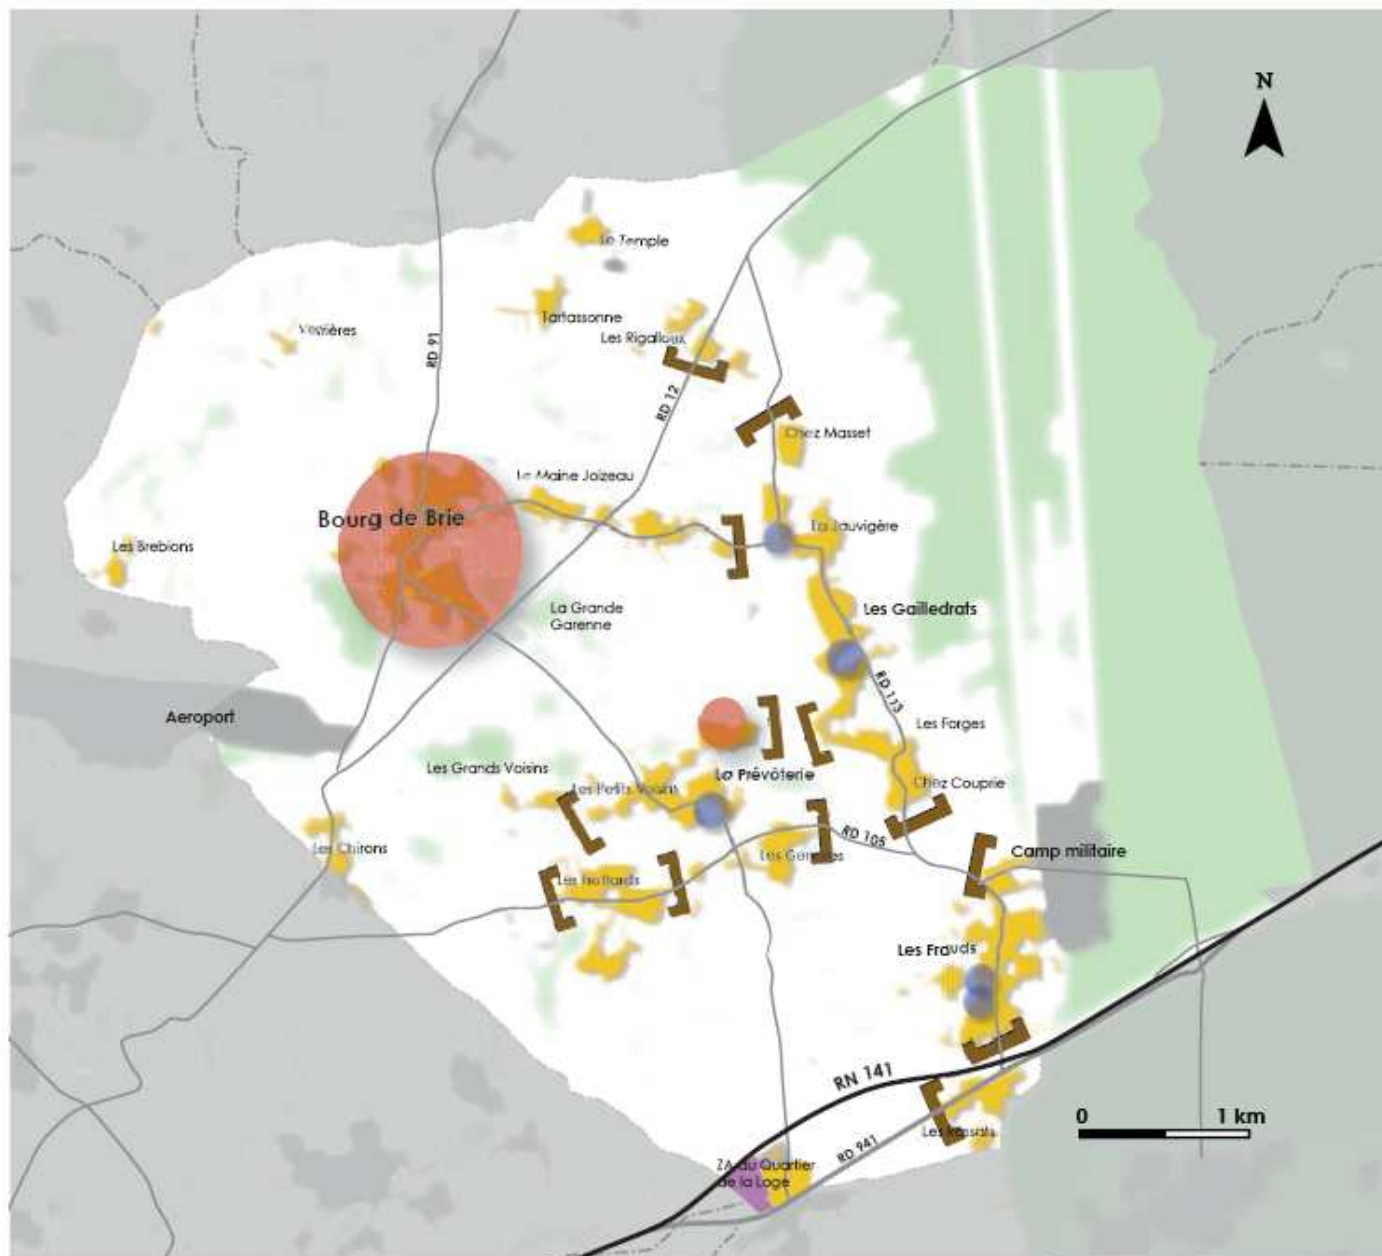 N
Le Temple
Tartassonne
Les Rigalloux
Verrières
RD 91
RD 12
Chez Masset
Le Maine Joizeau
Bourg de Brie
La Jauvigère
Les Brebions
Les Gailledrats
La Grande
Garenne
RD 113
Aeroport
Les Forges
Les Grands Voisins
La Prévôterie
Les Petits Voisins
Chez Couprie
RD 105
Les Chirons
Camp militaire
Les Frauds
RN 141
0 1 km
RD 941
ZA du Quartier
de la Loge